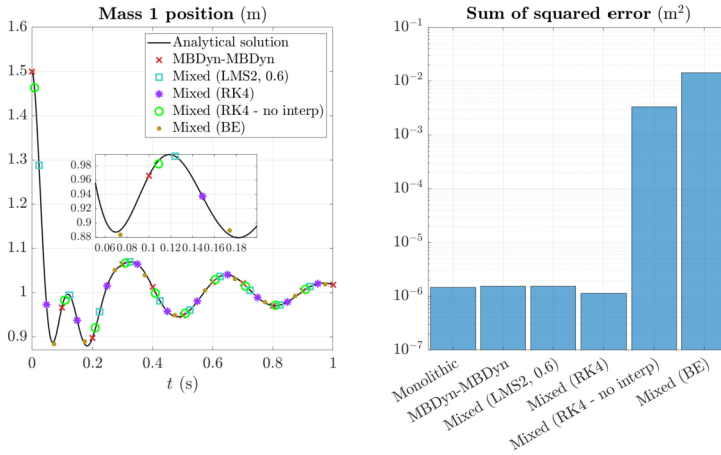 Mass 1 position (m)
Analytical solution
MBDyn-MBDyn
Mixed (LMS2, 0.6)
Mixed (RK4)
Mixed (RK4 - no interp)
Mixed (BE)
1.6
1.5
1.4
1.3
1.2
1.1
1
0.9
0.98
0.96
0.94
0.92
0.9
0.88
0.06 0.08 0.1 0.12 0.14 0.16 0.18
0 0.2 0.4 0.6 0.8 1
t (s)
Sum of squared error (m²)
10⁻¹
10⁻²
10⁻³
10⁻⁴
10⁻⁵
10⁻⁶
10⁻⁷
Monolithic
MBDyn-MBDyn
Mixed (LMS2, 0.6)
Mixed (RK4)
Mixed (RK4 - no interp)
Mixed (BE)